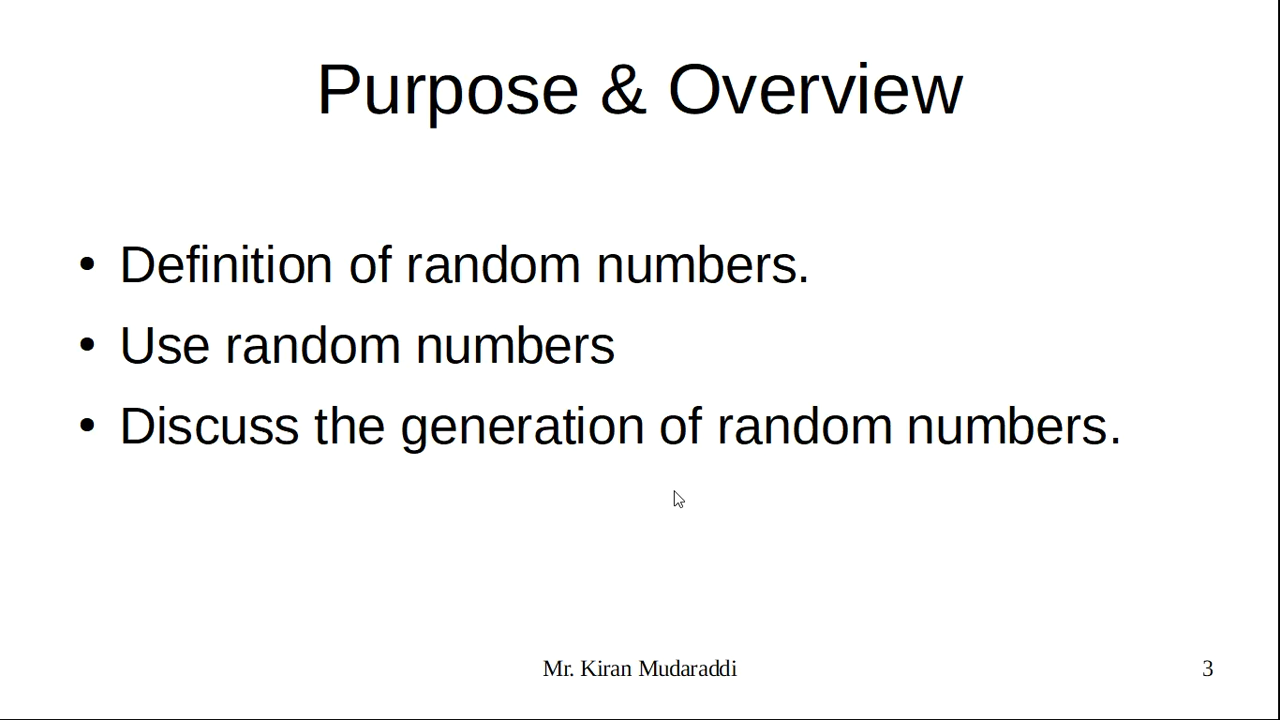 Purpose & Overview
• Definition of random numbers.
• Use random numbers
• Discuss the generation of random numbers.
Mr. Kiran Mudaraddi
3